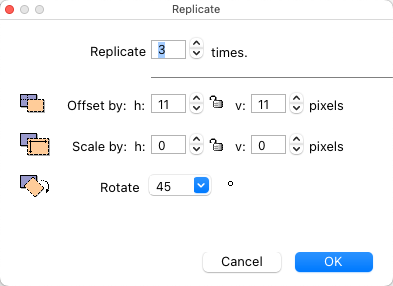 Replicate
Replicate 3 times.
Offset by: h: 11 v: 11 pixels
Scale by: h: 0 v: 0 pixels
Rotate 45 °
Cancel OK